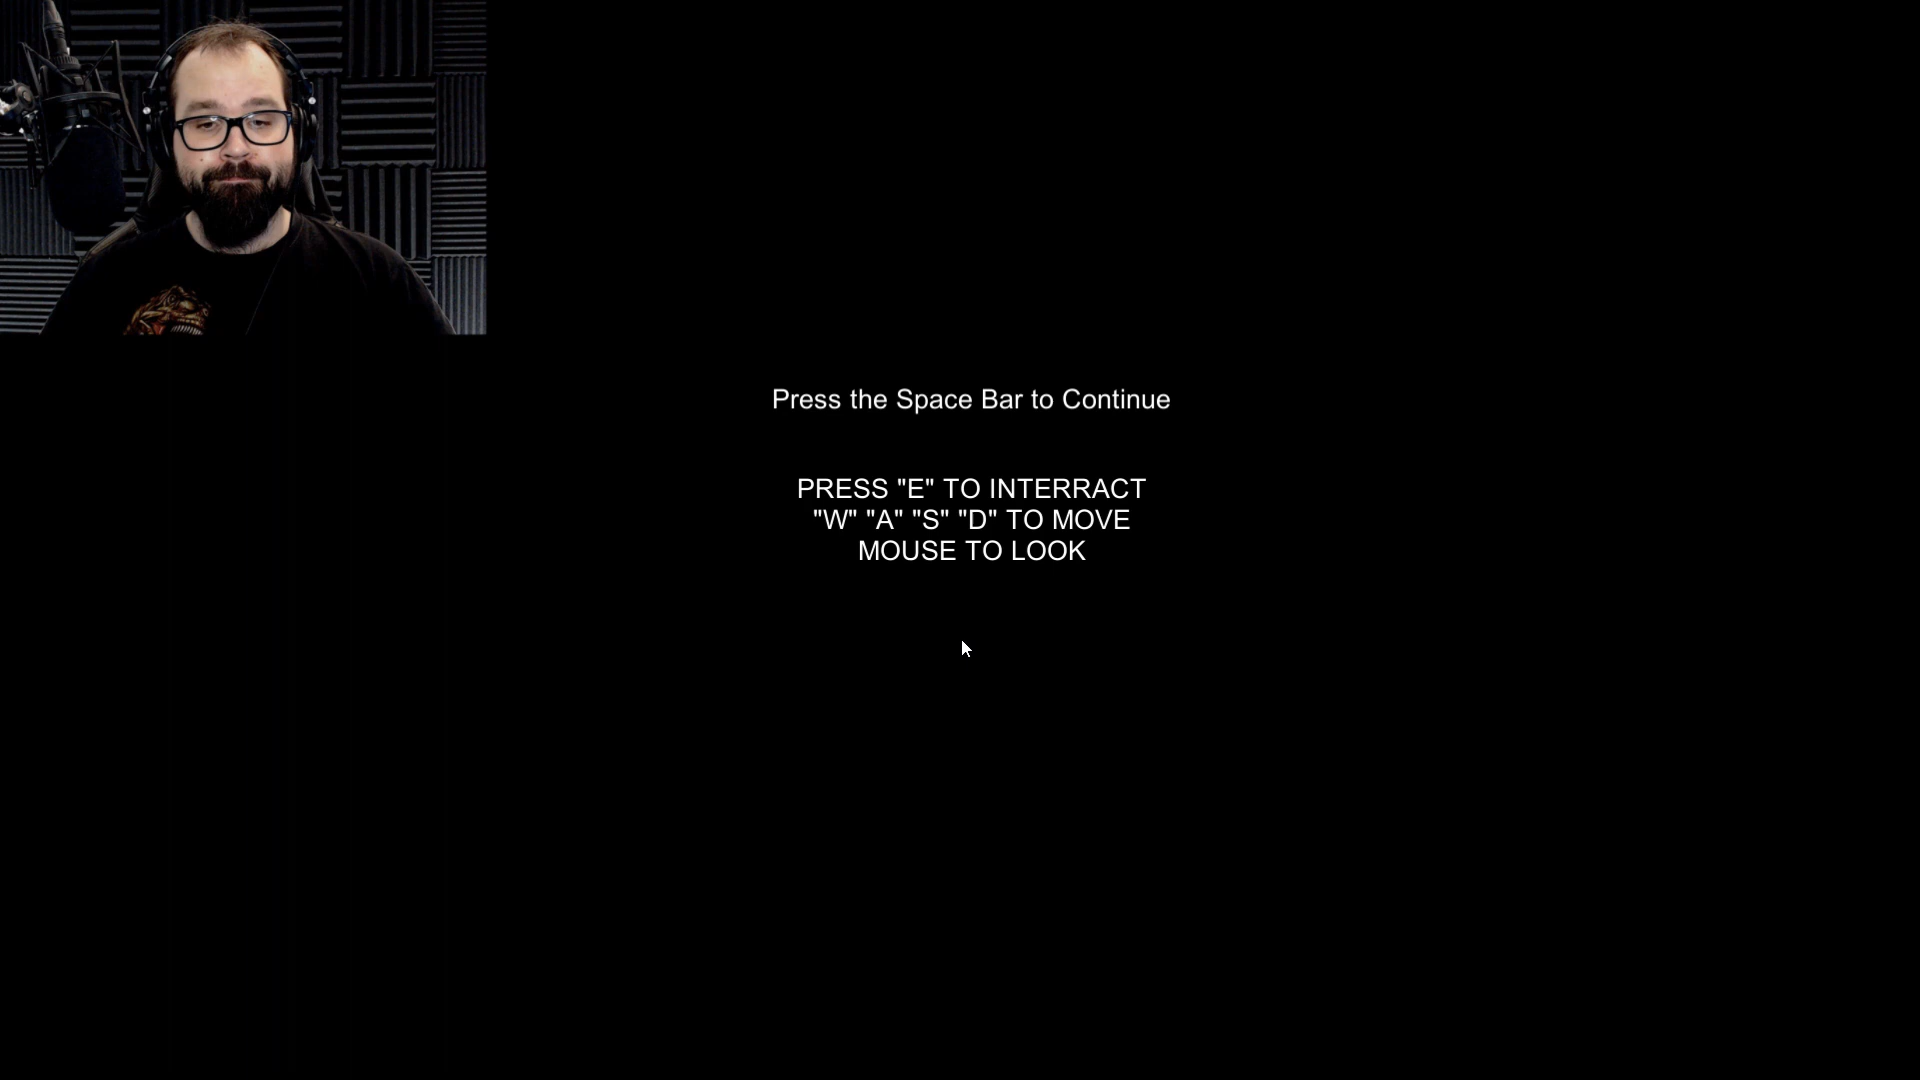 Press the Space Bar to Continue
PRESS "E" TO INTERRACT
"W" "A" "S" "D" TO MOVE
MOUSE TO LOOK